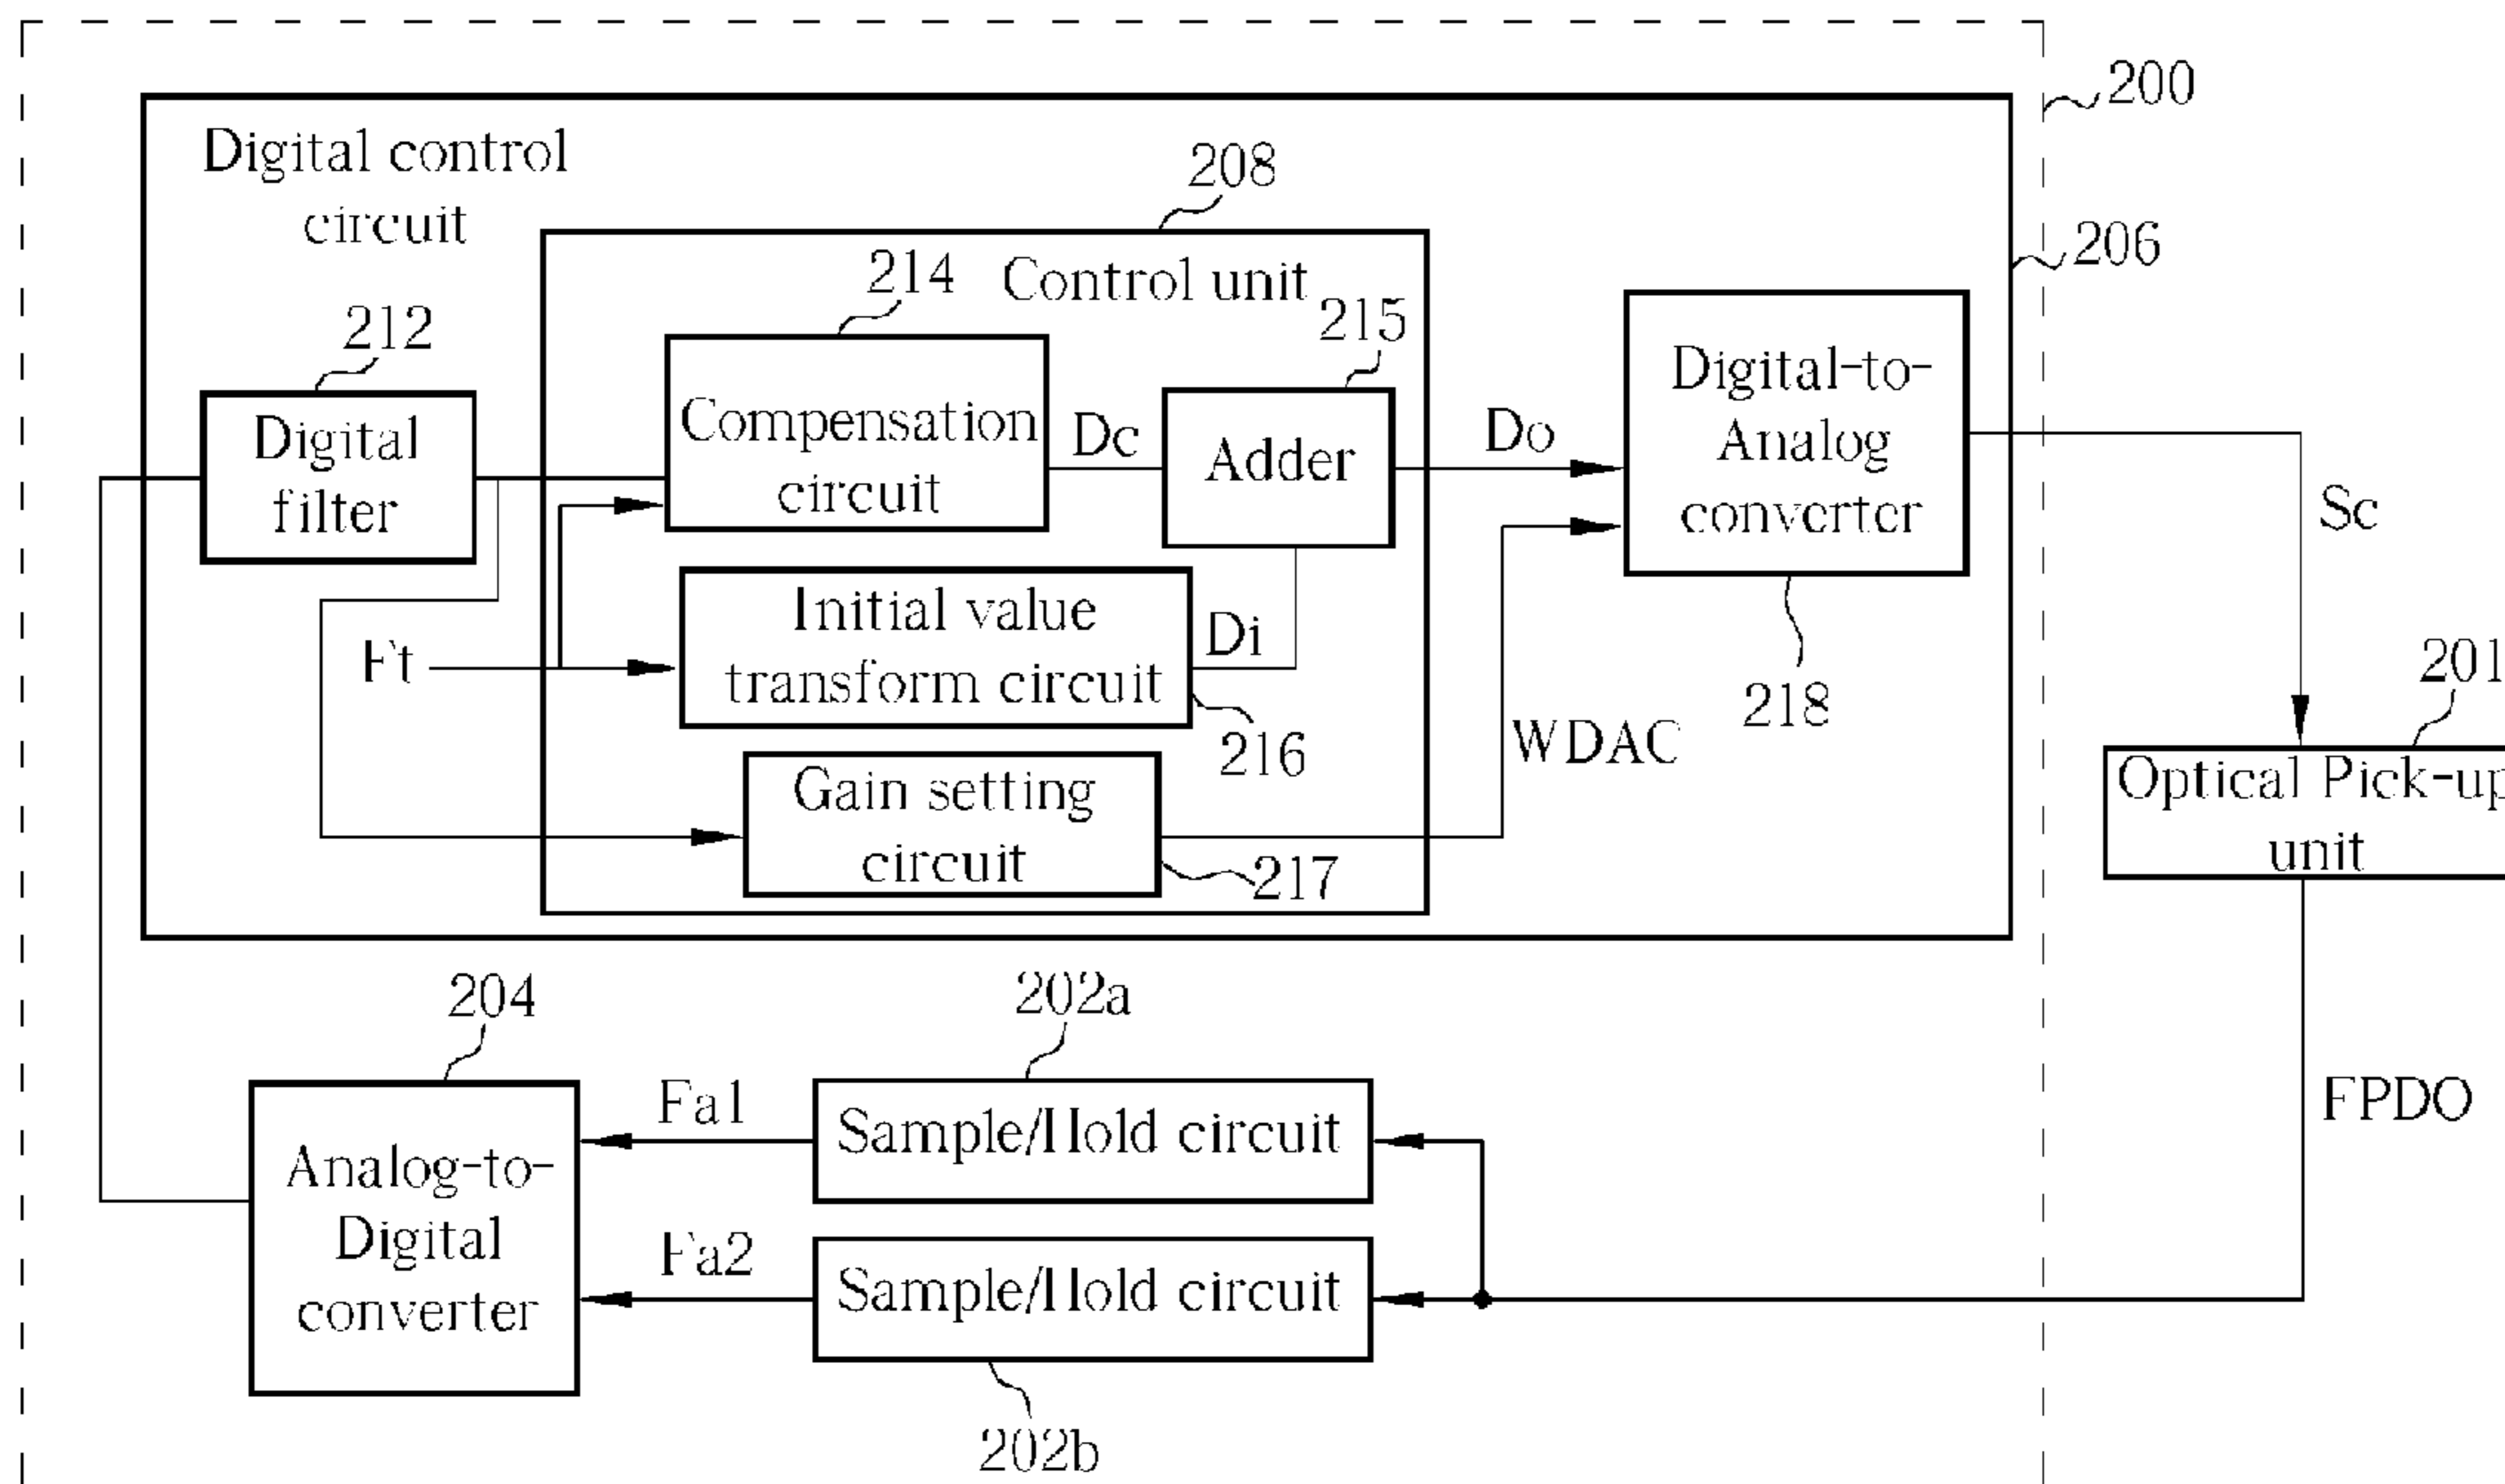 200
Digital control
circuit
208
206
214
Control unit
215
212
Digital
filter
Compensation
circuit
Dc
Adder
Do
Digital-to-
Analog
converter
Sc
Ft
Initial value
transform circuit
Di
216
WDAC
218
201
Gain setting
circuit
217
Optical Pick-up
unit
204
202a
Fa1
Sample/Hold circuit
FPDO
Analog-to-
Digital
converter
Fa2
Sample/Hold circuit
202b